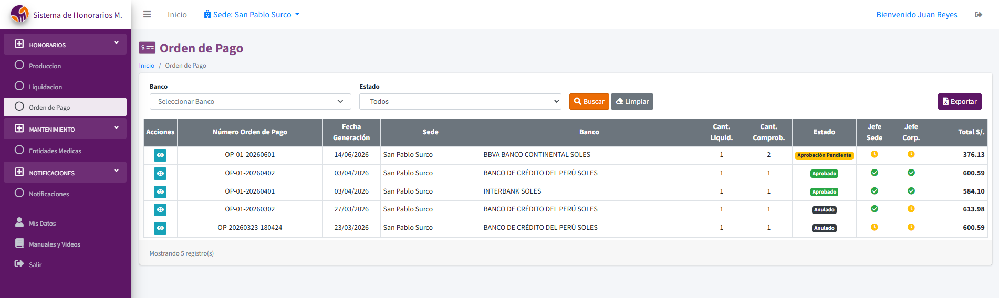 Sistema de Honorarios M.
Inicio
Sede: San Pablo Surco
Bienvenido Juan Reyes
HONORARIOS
Produccion
Liquidacion
Orden de Pago
MANTENIMIENTO
Entidades Medicas
NOTIFICACIONES
Notificaciones
Mis Datos
Manuales y Videos
Salir
Orden de Pago
Inicio / Orden de Pago
Banco Estado
- Seleccionar Banco - - Todos - Buscar Limpiar Exportar
Acciones Número Orden de Pago Fecha Generación Sede Banco Cant. Liquid. Cant. Comprob. Estado Jefe Sede Jefe Corp. Total S/.
OP-01-20260601 14/06/2026 San Pablo Surco BBVA BANCO CONTINENTAL SOLES 1 2 Aprobación Pendiente 376.13
OP-01-20260402 03/04/2026 San Pablo Surco BANCO DE CRÉDITO DEL PERÚ SOLES 1 1 Aprobado 600.59
OP-01-20260401 03/04/2026 San Pablo Surco INTERBANK SOLES 1 1 Aprobado 584.10
OP-01-20260302 27/03/2026 San Pablo Surco BANCO DE CRÉDITO DEL PERÚ SOLES 1 1 Anulado 613.98
OP-20260323-180424 23/03/2026 San Pablo Surco BANCO DE CRÉDITO DEL PERÚ SOLES 1 1 Anulado 600.59
Mostrando 5 registro(s)